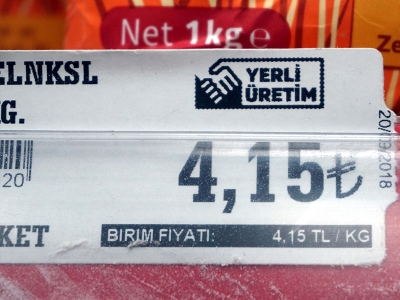 Net 1kg e
Ze
ELNKSL
YERLİ
ÜRETİM
G.
20/09/2018
20
4,15₺
KET
BİRİM FİYATI: 4,15 TL / KG